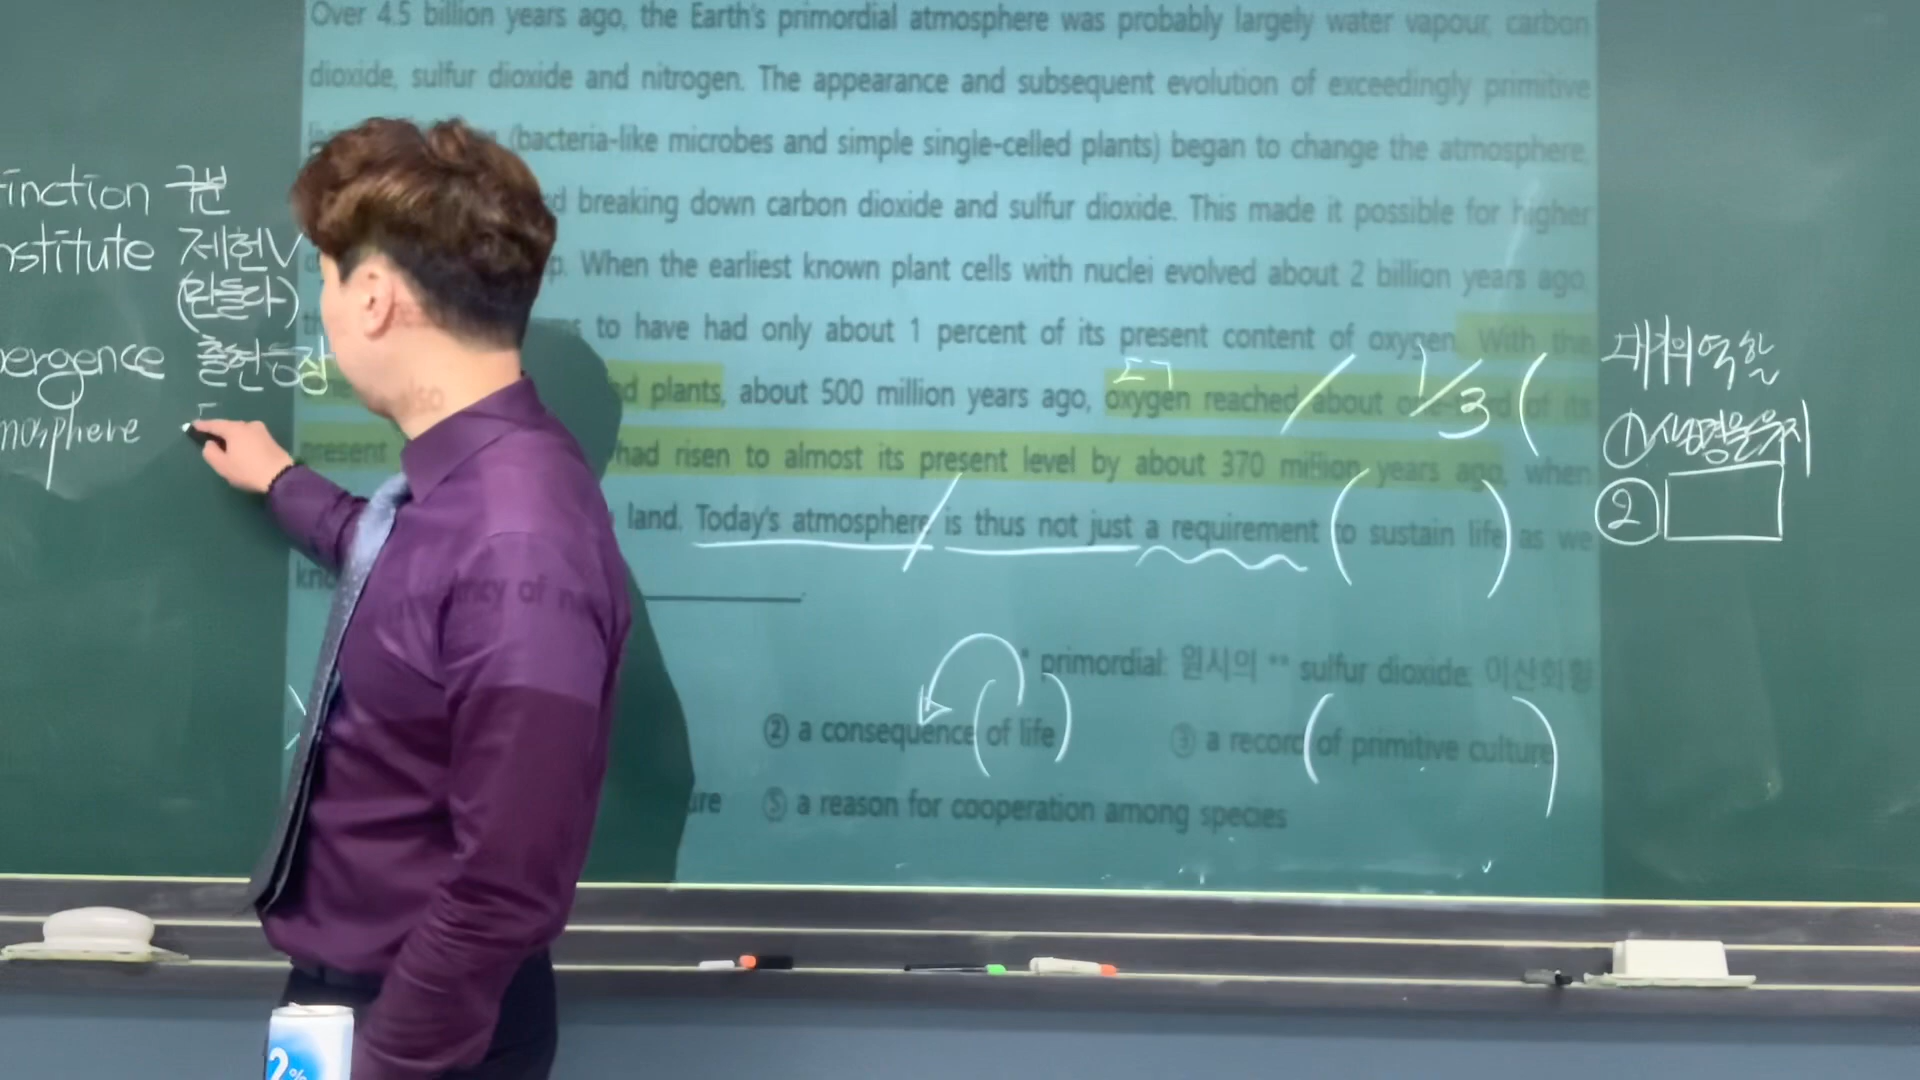 Over 4.5 billion years ago, the Earth's primordial atmosphere was probably largely water vapour, carbon
dioxide, sulfur dioxide and nitrogen. The appearance and subsequent evolution of exceedingly primitive
(bacteria-like microbes and simple single-celled plants) began to change the atmosphere,
breaking down carbon dioxide and sulfur dioxide. This made it possible for higher
When the earliest known plant cells with nuclei evolved about 2 billion years ago,
to have had only about 1 percent of its present content of oxygen. With the
plants, about 500 million years ago, oxygen reached about one-third of its
present had risen to almost its present level by about 370 million years ago, when
land. Today's atmosphere is thus not just a requirement to sustain life as we
* primordial: 원시의 ** sulfur dioxide: 이산화황
② a consequence of life ③ a record of primitive culture
⑤ a reason for cooperation among species
구분
제헌V
(만들다)
출현 등장
1/3
대기의 역할
① 생명을 유지
②
2%